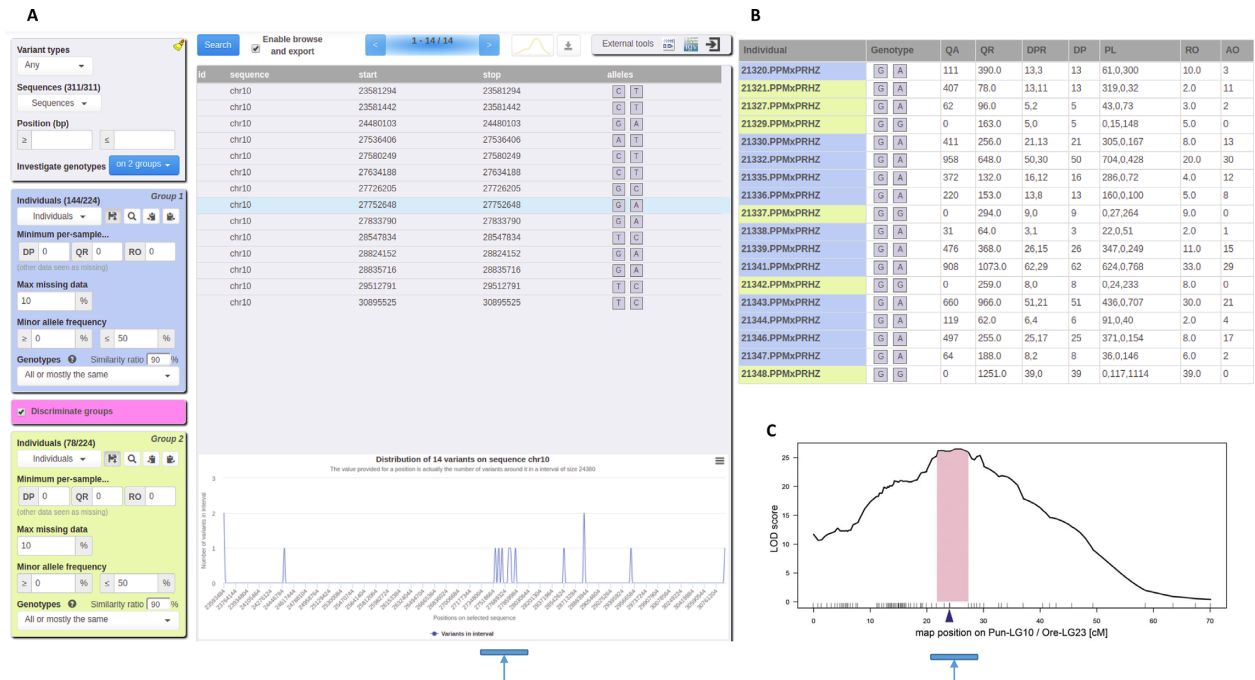 A
Variant types
Any
Sequences (311/311)
Sequences
Position (bp)
≥ ≤
Investigate genotypes on 2 groups
Group 1
Individuals (144/224)
Individuals
Minimum per-sample...
DP 0 QR 0 RO 0
(other data seen as missing)
Max missing data
10 %
Minor allele frequency
≥ 0 % ≤ 50 %
Genotypes Similarity ratio 90 %
All or mostly the same
Discriminate groups
Group 2
Individuals (78/224)
Individuals
Minimum per-sample...
DP 0 QR 0 RO 0
(other data seen as missing)
Max missing data
10 %
Minor allele frequency
≥ 0 % ≤ 50 %
Genotypes Similarity ratio 90 %
All or mostly the same
Search Enable browse and export < 1 - 14 / 14 > External tools
id sequence start stop alleles
chr10 23581294 23581294 C T
chr10 23581442 23581442 C T
chr10 24480103 24480103 G A
chr10 27536406 27536406 A T
chr10 27580249 27580249 C T
chr10 27634188 27634188 C T
chr10 27726205 27726205 G C
chr10 27752648 27752648 G A
chr10 27833790 27833790 G A
chr10 28547834 28547834 T C
chr10 28824152 28824152 G A
chr10 28835716 28835716 G A
chr10 29512791 29512791 T C
chr10 30895525 30895525 T C
Distribution of 14 variants on sequence chr10
The value provided for a position is actually the number of variants around it in a interval of size 24380
Number of variants in interval
3
2
1
0
Positions on selected sequence
Variants in interval
B
Individual Genotype QA QR DPR DP PL RO AO
21320.PPMxPRHZ G A 111 390.0 13,3 13 61,0,300 10.0 3
21321.PPMxPRHZ G A 407 78.0 13,11 13 319,0,32 2.0 11
21327.PPMxPRHZ G A 62 96.0 5,2 5 43,0,73 3.0 2
21329.PPMxPRHZ G G 0 163.0 5,0 5 0,15,148 5.0 0
21330.PPMxPRHZ G A 411 256.0 21,13 21 305,0,167 8.0 13
21332.PPMxPRHZ G A 958 648.0 50,30 50 704,0,428 20.0 30
21335.PPMxPRHZ G A 372 132.0 16,12 16 286,0,72 4.0 12
21336.PPMxPRHZ G A 220 153.0 13,8 13 160,0,100 5.0 8
21337.PPMxPRHZ G G 0 294.0 9,0 9 0,27,264 9.0 0
21338.PPMxPRHZ G A 31 64.0 3,1 3 22,0,51 2.0 1
21339.PPMxPRHZ G A 476 368.0 26,15 26 347,0,249 11.0 15
21341.PPMxPRHZ G A 908 1073.0 62,29 62 624,0,768 33.0 29
21342.PPMxPRHZ G G 0 259.0 8,0 8 0,24,233 8.0 0
21343.PPMxPRHZ G A 660 966.0 51,21 51 436,0,707 30.0 21
21344.PPMxPRHZ G A 119 62.0 6,4 6 91,0,40 2.0 4
21346.PPMxPRHZ G A 497 255.0 25,17 25 371,0,154 8.0 17
21347.PPMxPRHZ G A 64 188.0 8,2 8 36,0,146 6.0 2
21348.PPMxPRHZ G G 0 1251.0 39,0 39 0,117,1114 39.0 0
C
LOD score
25
20
15
10
5
0
0 10 20 30 40 50 60 70
map position on Pun-LG10 / Ore-LG23 [cM]